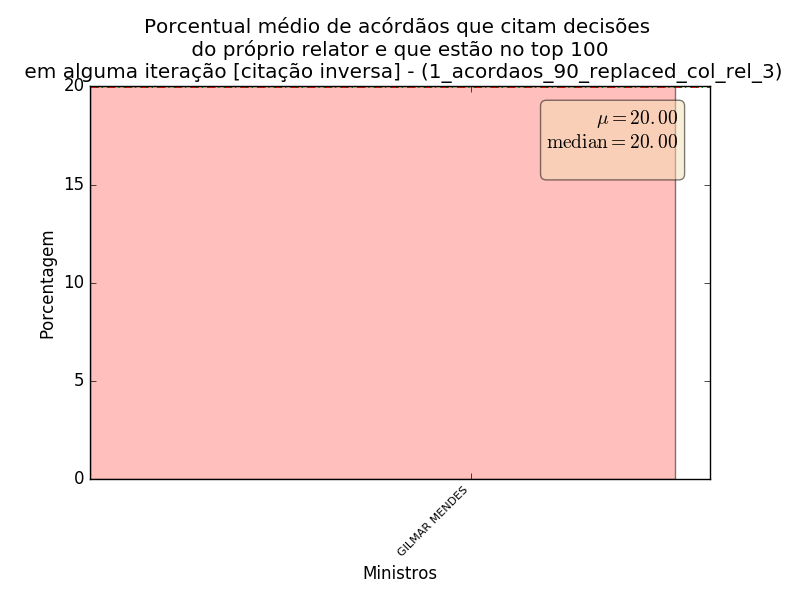 Porcentual médio de acórdãos que citam decisões
do próprio relator e que estão no top 100
em alguma iteração [citação inversa] - (1_acordaos_90_replaced_col_rel_3)
20
μ = 20.00
median = 20.00
15
Porcentagem
10
5
0
GILMAR MENDES
Ministros